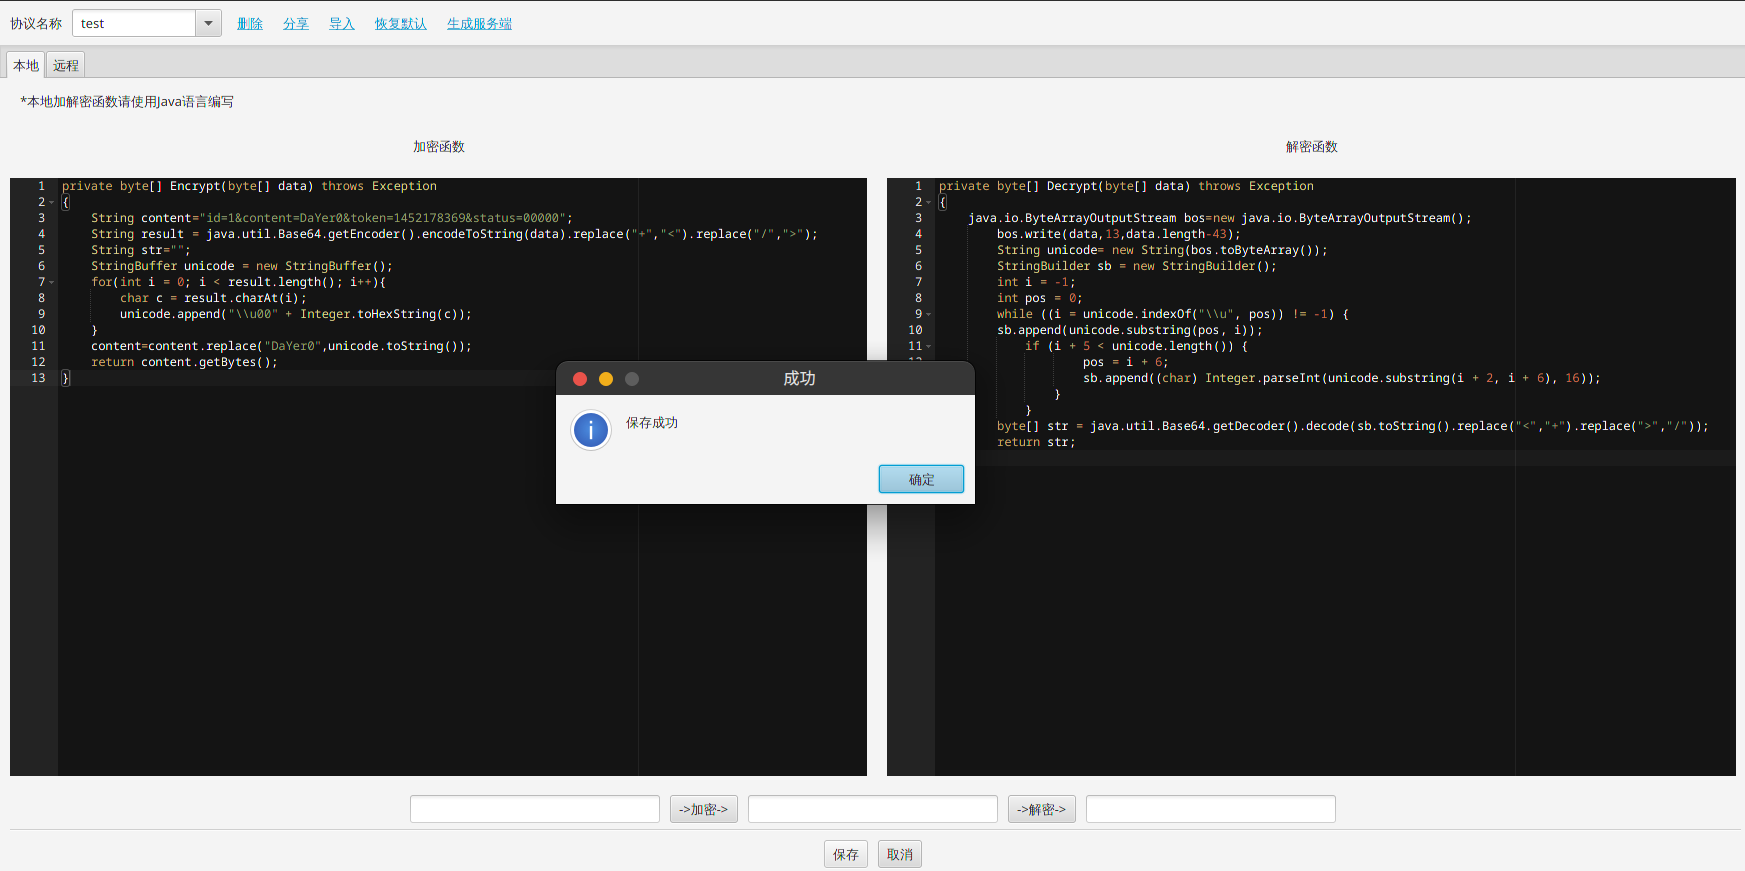 协议名称 test 删除 分享 导入 恢复默认 生成服务端
本地 远程
*本地加解密函数请使用Java语言编写
加密函数
1 private byte[] Encrypt(byte[] data) throws Exception
2 {
3 String content="id=1&content=DaYer0&token=1452178369&status=00000";
4 String result = java.util.Base64.getEncoder().encodeToString(data).replace("+","<").replace("/",">");
5 String str="";
6 StringBuffer unicode = new StringBuffer();
7 for(int i = 0; i < result.length(); i++){
8 char c = result.charAt(i);
9 unicode.append("\\u00" + Integer.toHexString(c));
10 }
11 content=content.replace("DaYer0",unicode.toString());
12 return content.getBytes();
13 }
解密函数
1 private byte[] Decrypt(byte[] data) throws Exception
2 {
3 java.io.ByteArrayOutputStream bos=new java.io.ByteArrayOutputStream();
4 bos.write(data,13,data.length-43);
5 String unicode= new String(bos.toByteArray());
6 StringBuilder sb = new StringBuilder();
7 int i = -1;
8 int pos = 0;
9 while ((i = unicode.indexOf("\\u", pos)) != -1) {
10 sb.append(unicode.substring(pos, i));
11 if (i + 5 < unicode.length()) {
pos = i + 6;
sb.append((char) Integer.parseInt(unicode.substring(i + 2, i + 6), 16));
}
}
byte[] str = java.util.Base64.getDecoder().decode(sb.toString().replace("<","+").replace(">","/"));
return str;
成功
保存成功
确定
->加密-> ->解密->
保存 取消